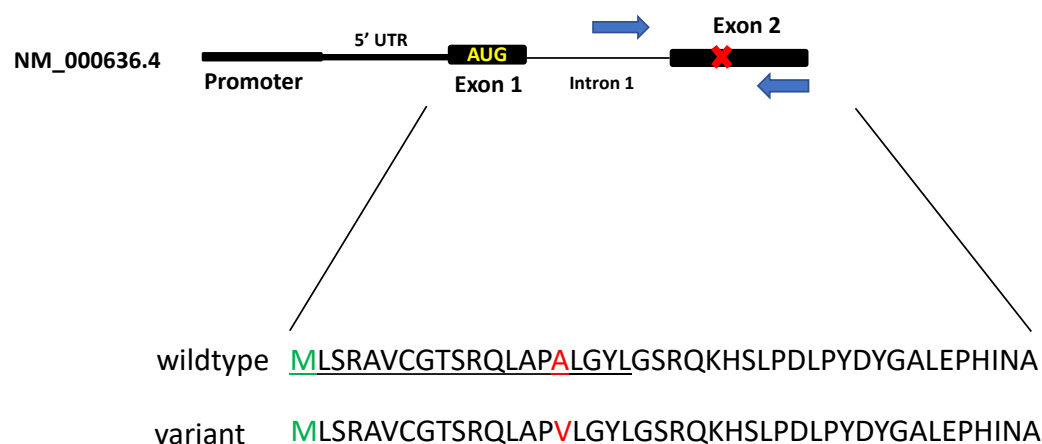 5' UTR
Exon 2
NM_000636.4
AUG
Promoter
Exon 1
Intron 1
wildtype MLSRAVCGTSRQLAPALGYLGSRQKHSLPDLPYDYGALEPHINA
variant MLSRAVCGTSRQLAPVLGYLGSRQKHSLPDLPYDYGALEPHINA